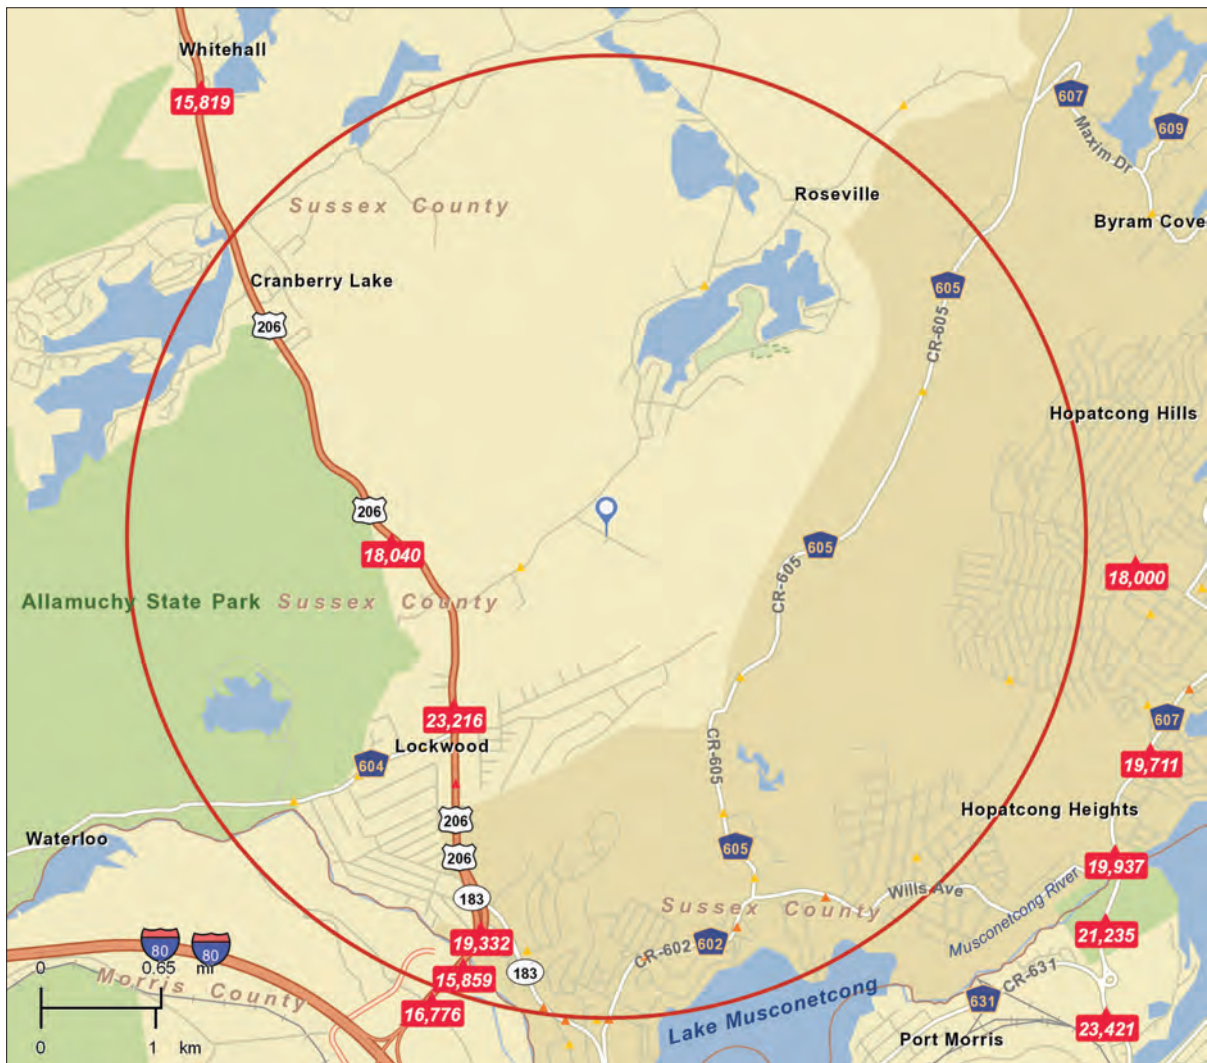 Whitehall
15,819
607
609
Maxim Dr
Roseville
Sussex County
Byram Cove
Cranberry Lake
605
206
CR-605
Hopatcong Hills
206
18,040
605
18,000
CR-605
Allamuchy State Park
Sussex County
23,216
607
Lockwood
CR-605
604
19,711
Hopatcong Heights
206
Waterloo
605
206
19,937
Wills Ave
183
Sussex County
Musconetcong River
21,235
19,332
CR-602
602
80
80
0
0.65
mi
Morris County
15,859
183
CR-631
631
16,776
Lake Musconetcong
23,421
Port Morris
0
1
km